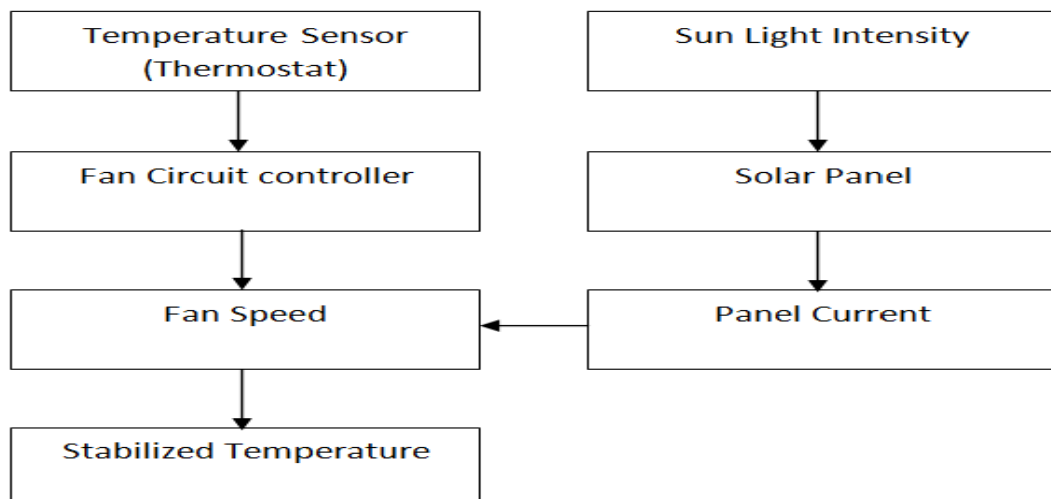 Temperature Sensor
(Thermostat)
Sun Light Intensity
Fan Circuit controller
Solar Panel
Fan Speed
Panel Current
Stabilized Temperature